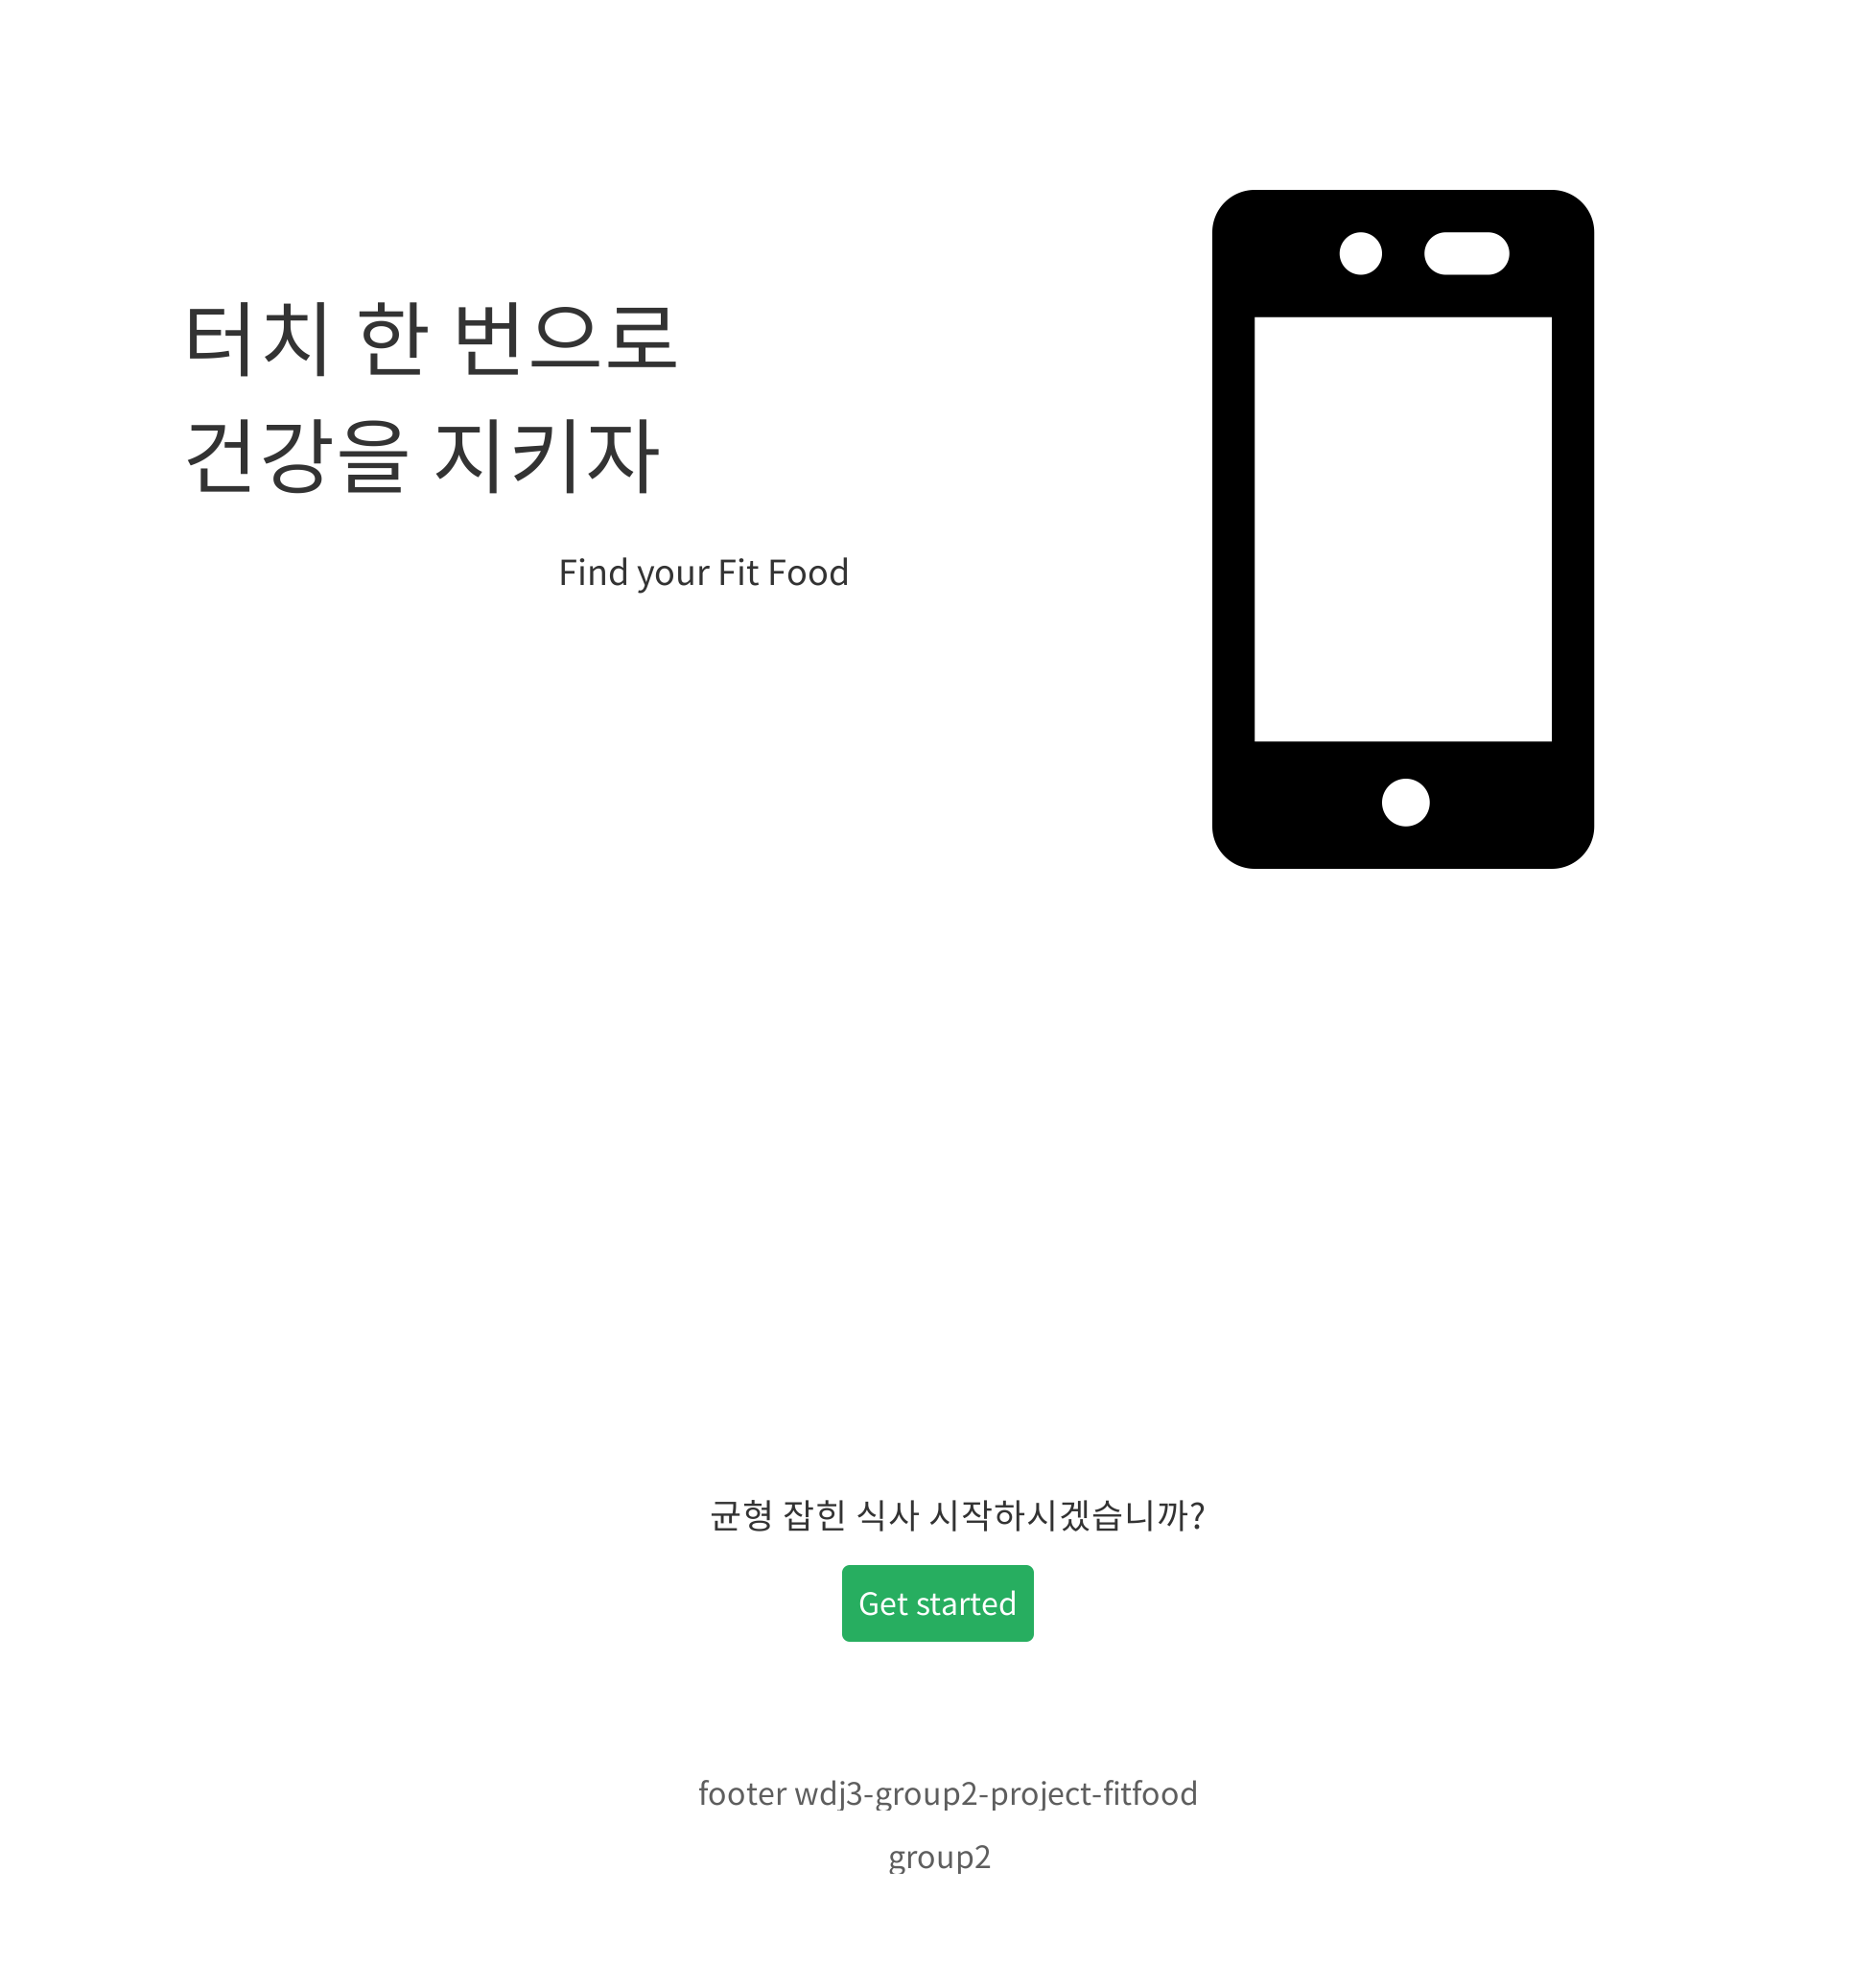 터치 한 번으로
건강을 지키자
Find your Fit Food
균형 잡힌 식사 시작하시겠습니까?
Get started
footer wdj3-group2-project-fitfood
group2